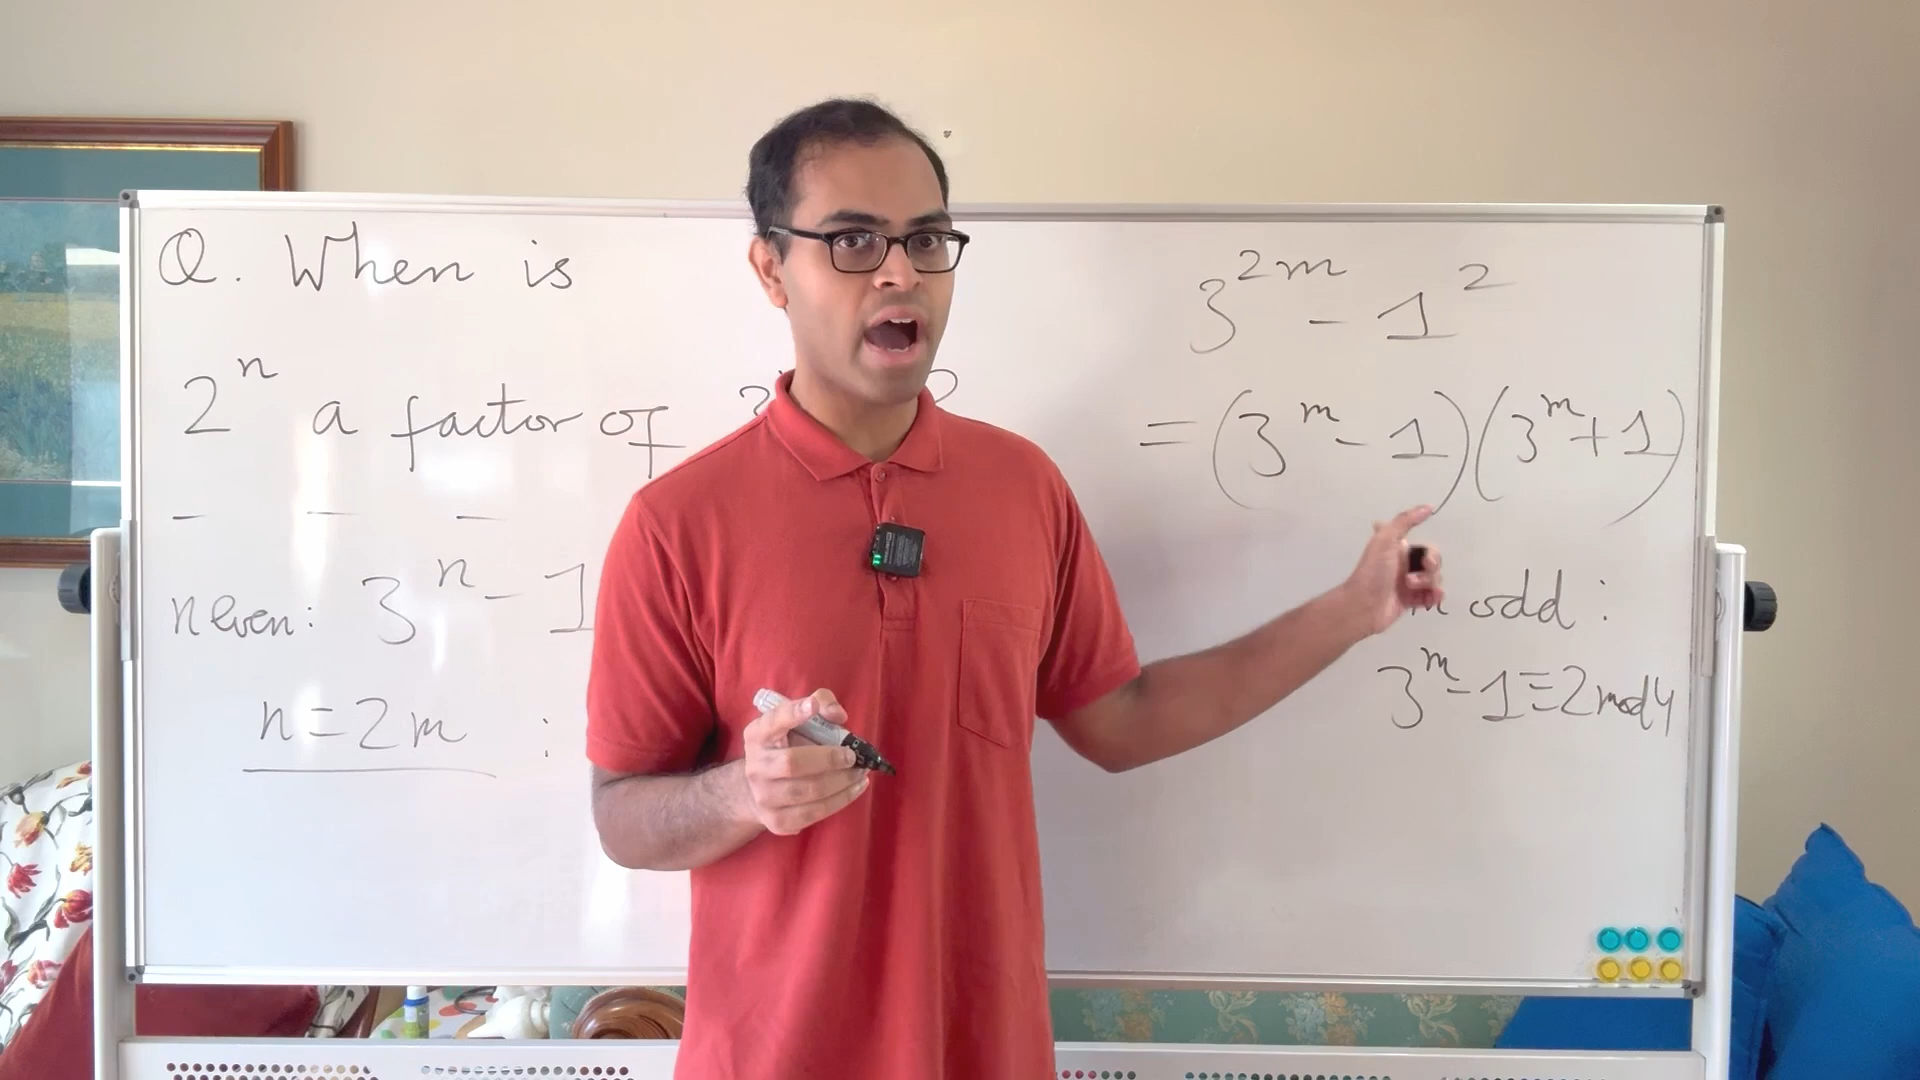 Q. When is
2^n a factor of 3 ?
n even: 3^n - 1
n = 2m :
3^{2m} - 1^2
= (3^m - 1)(3^m + 1)
m odd :
3^m - 1 ≡ 2 mod 4